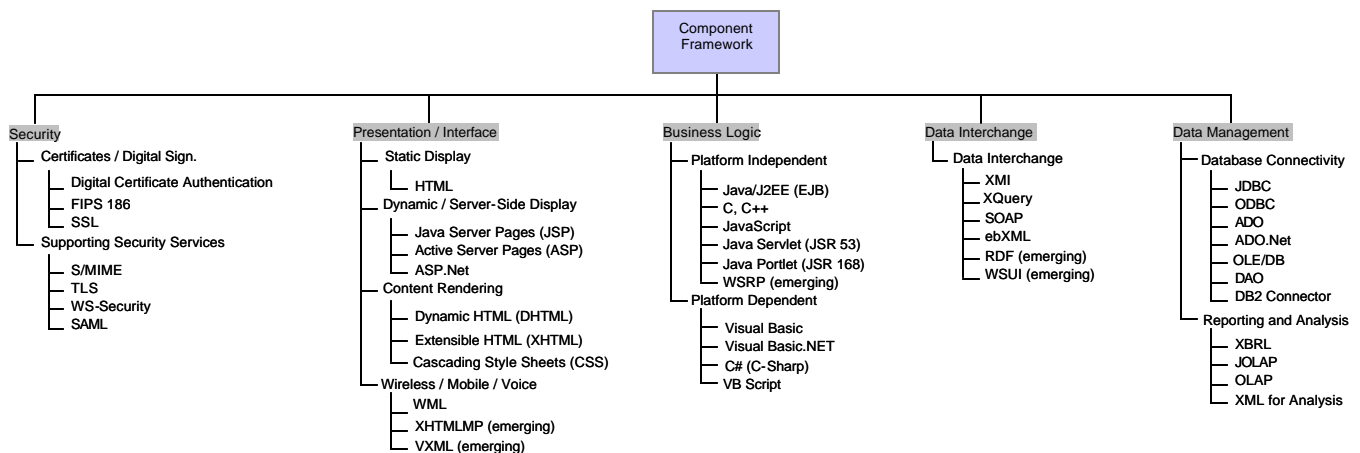 Component
Framework
Security
Certificates / Digital Sign.
Digital Certificate Authentication
FIPS 186
SSL
Supporting Security Services
S/MIME
TLS
WS-Security
SAML
Presentation / Interface
Static Display
HTML
Dynamic / Server-Side Display
Java Server Pages (JSP)
Active Server Pages (ASP)
ASP.Net
Content Rendering
Dynamic HTML (DHTML)
Extensible HTML (XHTML)
Cascading Style Sheets (CSS)
Wireless / Mobile / Voice
WML
XHTMLMP (emerging)
VXML (emerging)
Business Logic
Platform Independent
Java/J2EE (EJB)
C, C++
JavaScript
Java Servlet (JSR 53)
Java Portlet (JSR 168)
WSRP (emerging)
Platform Dependent
Visual Basic
Visual Basic.NET
C# (C-Sharp)
VB Script
Data Interchange
Data Interchange
XMI
XQuery
SOAP
ebXML
RDF (emerging)
WSUI (emerging)
Data Management
Database Connectivity
JDBC
ODBC
ADO
ADO.Net
OLE/DB
DAO
DB2 Connector
Reporting and Analysis
XBRL
JOLAP
OLAP
XML for Analysis